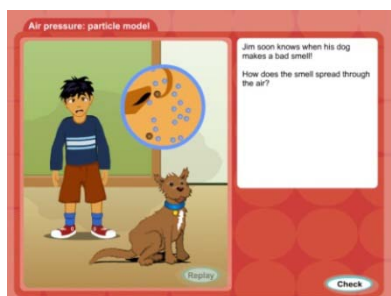 Air pressure: particle model
Jim soon knows when his dog
makes a bad smell!
How does the smell spread through
the air?
Replay
Check